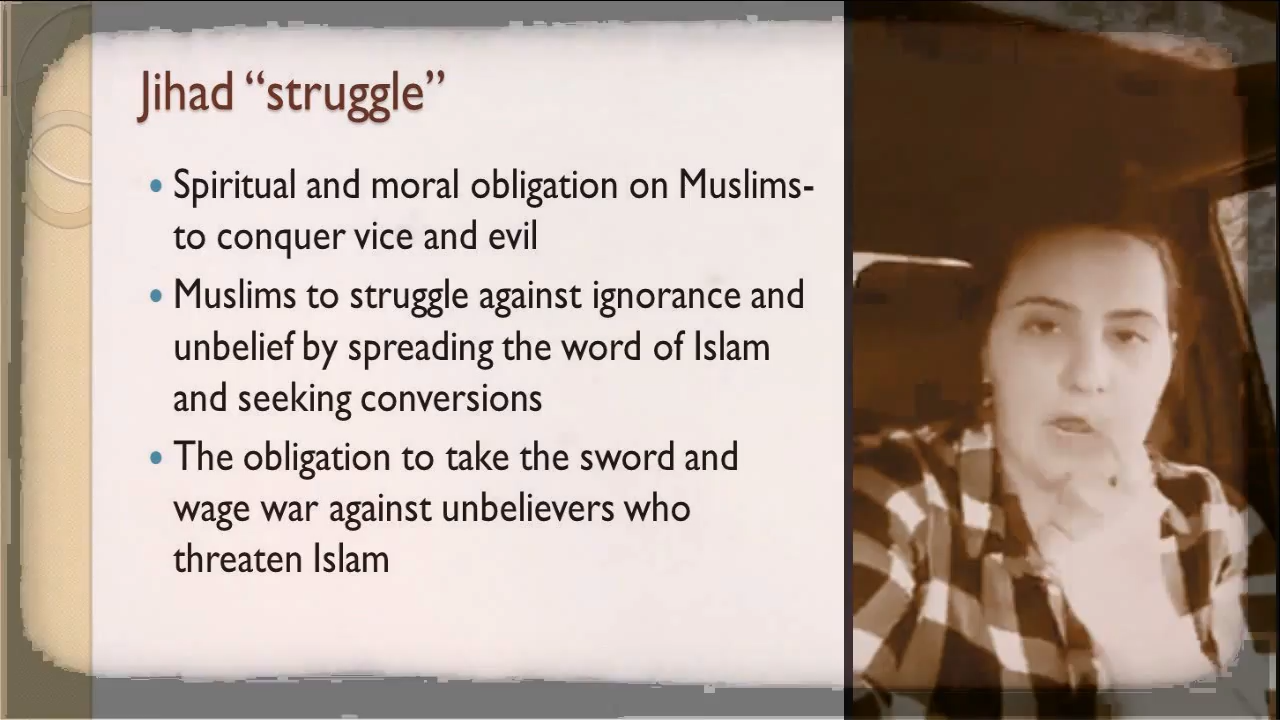 Jihad “struggle”
• Spiritual and moral obligation on Muslims-
to conquer vice and evil
• Muslims to struggle against ignorance and
unbelief by spreading the word of Islam
and seeking conversions
• The obligation to take the sword and
wage war against unbelievers who
threaten Islam